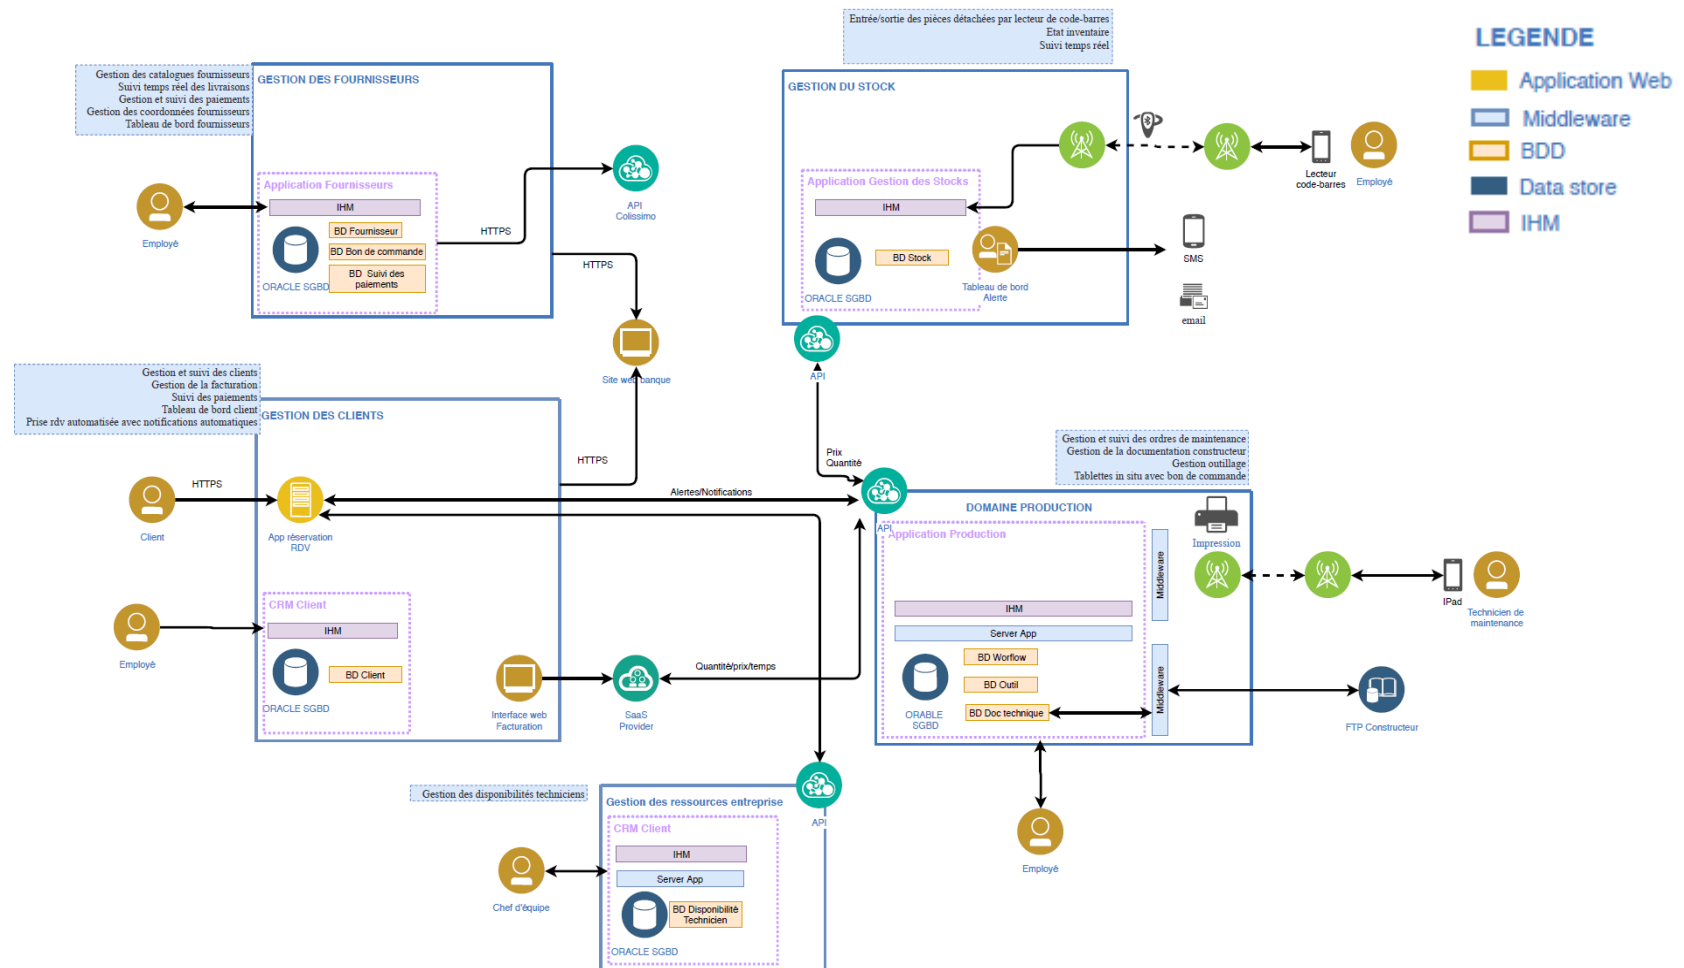 Entrée/sortie des pièces détachées par lecteur de code-barres
Etat inventaire
Suivi temps réel
LEGENDE
Application Web
Middleware
BDD
Data store
IHM
Gestion des catalogues fournisseurs
Suivi temps réel des livraisons
Gestion et suivi des paiements
Gestion des coordonnées fournisseurs
Tableau de bord fournisseurs
GESTION DES FOURNISSEURS
Application Fournisseurs
IHM
BD Fournisseur
BD Bon de commande
BD Suivi des
paiements
ORACLE SGBD
Employé
HTTPS
API
Colissimo
HTTPS
Site web banque
GESTION DU STOCK
Application Gestion des Stocks
IHM
BD Stock
ORACLE SGBD
Tableau de bord
Alerte
Lecteur
code-barres
Employé
SMS
email
API
Prix
Quantité
Gestion et suivi des clients
Gestion de la facturation
Suivi des paiements
Tableau de bord client
Prise rdv automatisée avec notifications automatiques
GESTION DES CLIENTS
HTTPS
HTTPS
Client
App réservation
RDV
Alertes/Notifications
CRM Client
IHM
BD Client
ORACLE SGBD
Employé
Interface web
Facturation
SaaS
Provider
Quantité/prix/temps
Gestion et suivi des ordres de maintenance
Gestion de la documentation constructeur
Gestion outillage
Tablettes in situ avec bon de commande
DOMAINE PRODUCTION
API
Application Production
Middleware
Impression
IHM
Server App
BD Worflow
BD Outil
BD Doc technique
ORABLE
SGBD
Middleware
IPad
Technicien de
maintenance
FTP Constructeur
Employé
Gestion des disponibilités techniciens
Gestion des ressources entreprise
API
CRM Client
IHM
Server App
BD Disponibilité
Technicien
ORACLE SGBD
Chef d'équipe